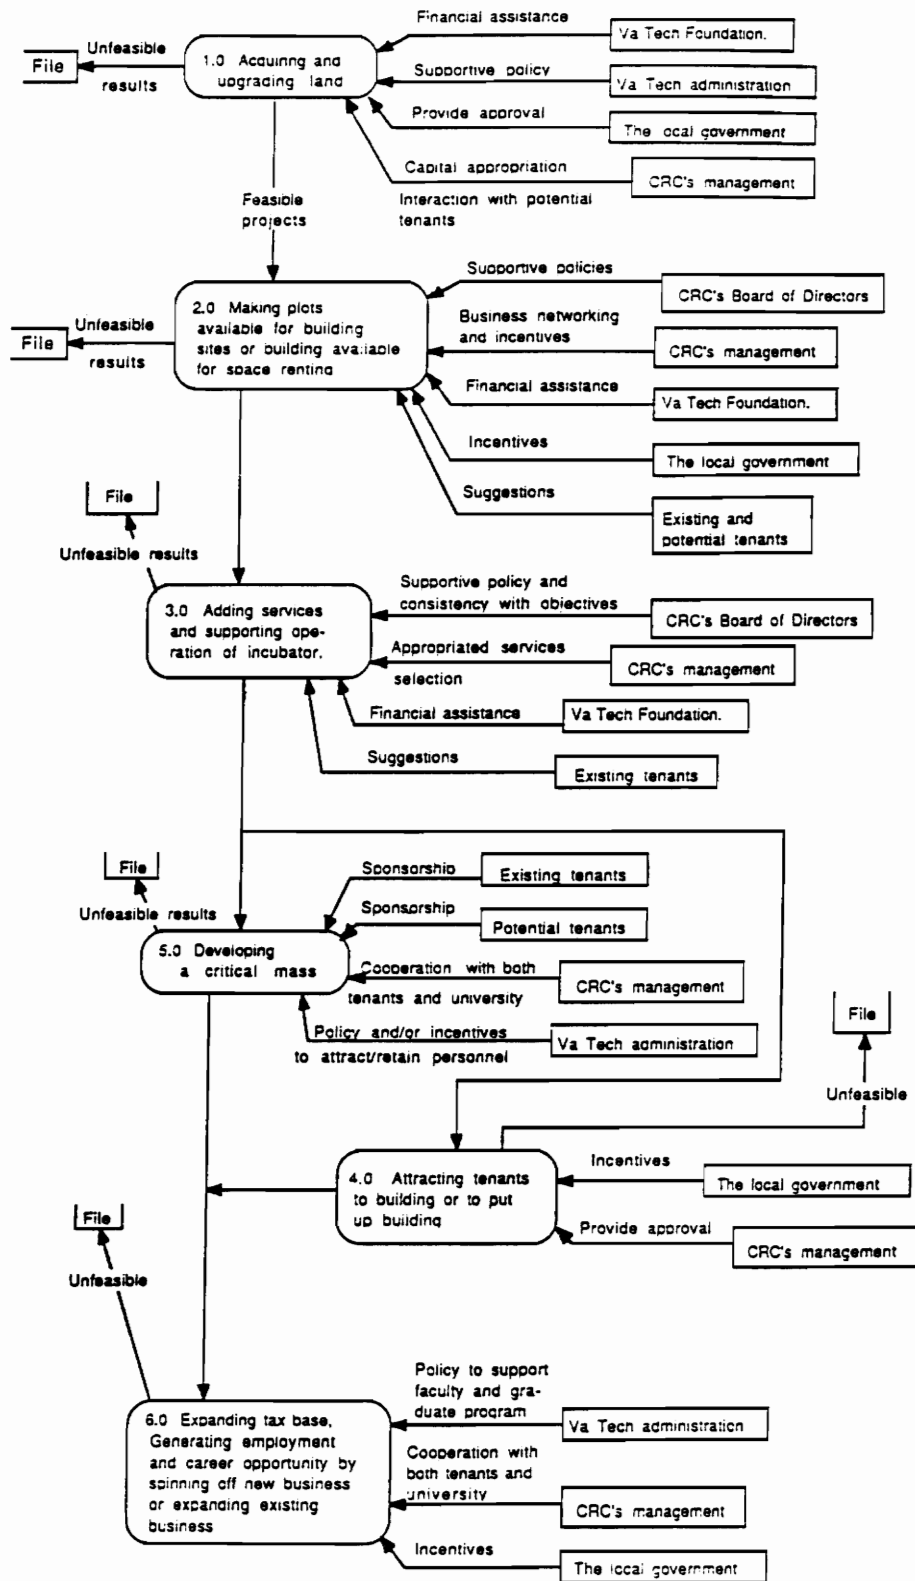 Financial assistance
Va Tech Foundation.
Unfeasible
File
results
1.0 Acquiring and
upgrading land
Supportive policy
Va Tech administration
Provide approval
The local government
Capital appropriation
CRC's management
Interaction with potential
tenants
Feasible
projects
Supportive policies
CRC's Board of Directors
2.0 Making plots
available for building
sites or building available
for space renting
Unfeasible
File
results
Business networking
and incentives
CRC's management
Financial assistance
Va Tech Foundation.
Incentives
The local government
Suggestions
Existing and
potential tenants
File
Unfeasible results
3.0 Adding services
and supporting ope-
ration of incubator.
Supportive policy and
consistency with objectives
CRC's Board of Directors
Appropriated services
selection
CRC's management
Financial assistance
Va Tech Foundation.
Suggestions
Existing tenants
File
Unfeasible results
Sponsorship
Existing tenants
Sponsorship
Potential tenants
5.0 Developing
a critical mass
Cooperation with both
tenants and university
CRC's management
Policy and/or incentives
to attract/retain personnel
Va Tech administration
File
Unfeasible
4.0 Attracting tenants
to building or to put
up building
Incentives
The local government
Provide approval
CRC's management
File
Unfeasible
6.0 Expanding tax base,
Generating employment
and career opportunity by
spinning off new business
or expanding existing
business
Policy to support
faculty and gra-
duate program
Va Tech administration
Cooperation with
both tenants and
university
CRC's management
Incentives
The local government